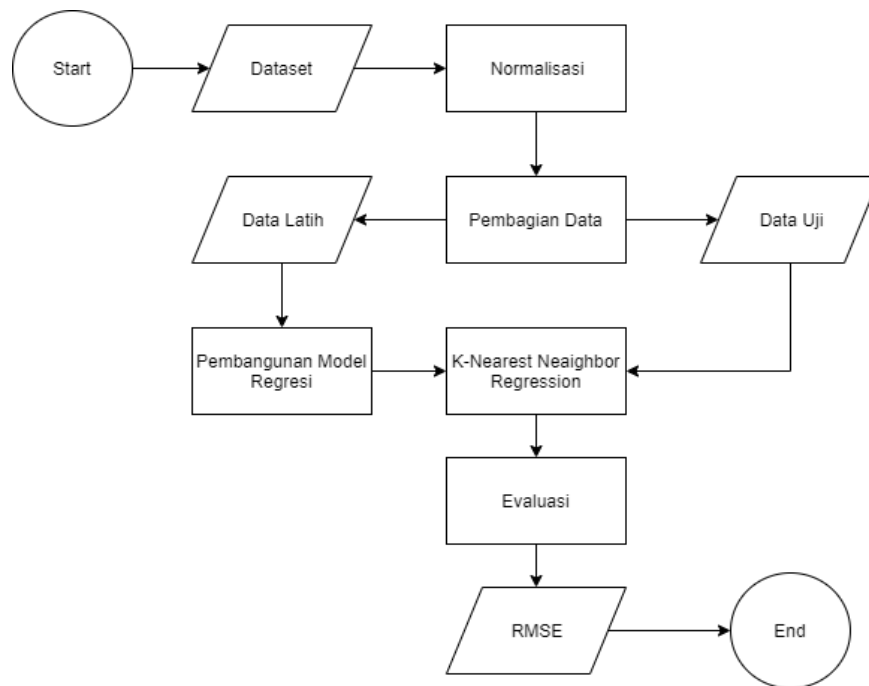 Start
Dataset
Normalisasi
Data Latih
Pembagian Data
Data Uji
Pembangunan Model
Regresi
K-Nearest Neaighbor
Regression
Evaluasi
RMSE
End